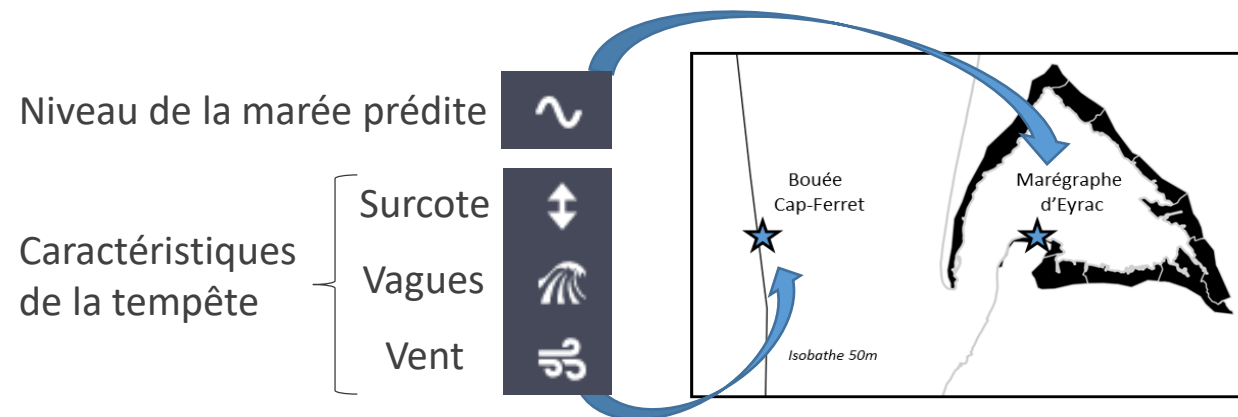 Niveau de la marée prédite
Caractéristiques
de la tempête
Surcote
Vagues
Vent
Bouée
Cap-Ferret
Marégraphe
d'Eyrac
Isobathe 50m